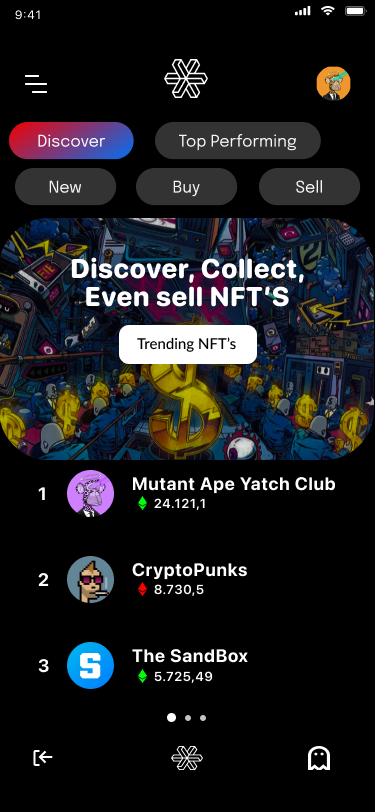 9:41
Discover
Top Performing
New
Buy
Sell
Discover, Collect,
Even sell NFT'S
Trending NFT's
1
Mutant Ape Yatch Club
24.121,1
2
CryptoPunks
8.730,5
3
S
The SandBox
5.725,49